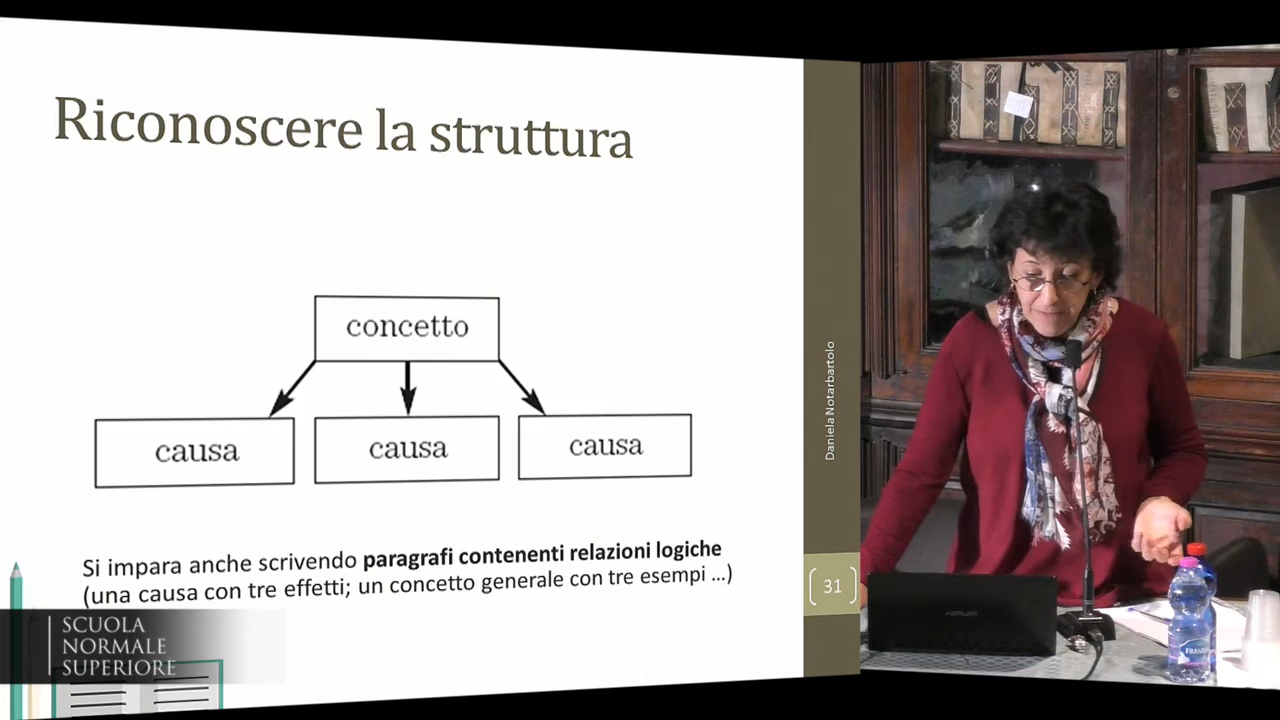 Riconoscere la struttura
concetto
causa
causa
causa
Si impara anche scrivendo paragrafi contenenti relazioni logiche
(una causa con tre effetti; un concetto generale con tre esempi ...)
Daniela Notarbartolo
31
SCUOLA
NORMALE
SUPERIORE
ASUS